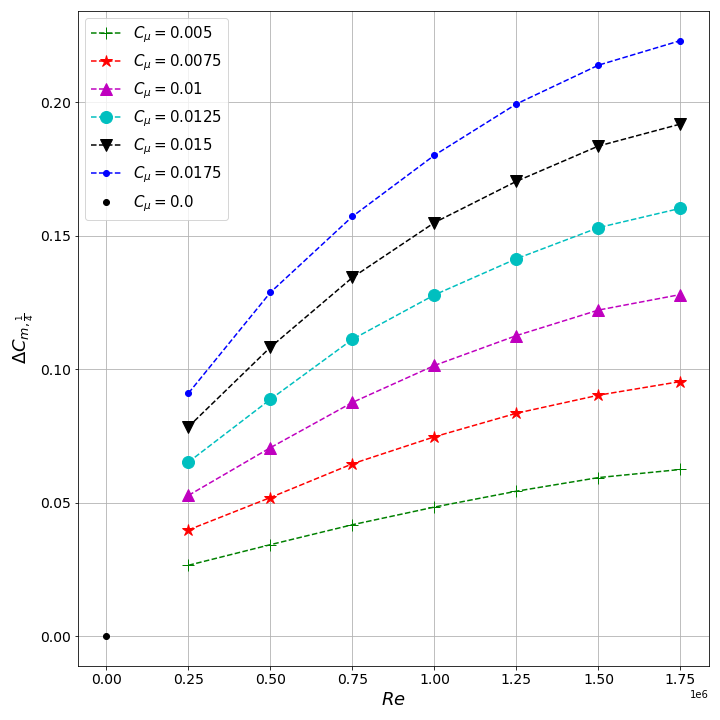 C_μ = 0.005
C_μ = 0.0075
C_μ = 0.01
C_μ = 0.0125
C_μ = 0.015
C_μ = 0.0175
C_μ = 0.0
0.20
0.15
0.10
0.05
0.00
ΔC_{m, 1/4}
0.00 0.25 0.50 0.75 1.00 1.25 1.50 1.75
1e6
Re